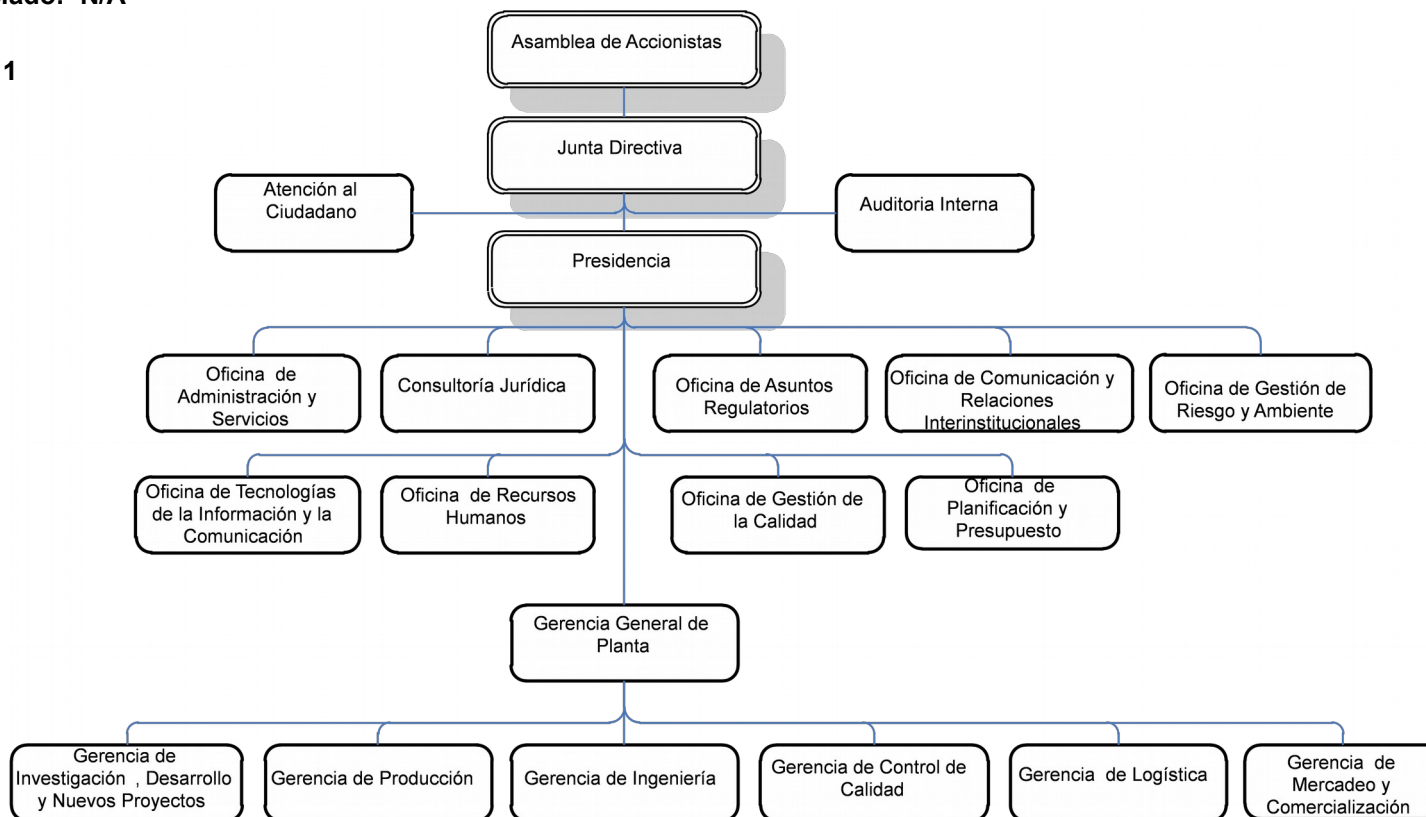 N/A
1
Asamblea de Accionistas
Junta Directiva
Atención al
Ciudadano
Auditoria Interna
Presidencia
Oficina de
Administración y
Servicios
Consultoría Jurídica
Oficina de Asuntos
Regulatorios
Oficina de Comunicación y
Relaciones
Interinstitucionales
Oficina de Gestión de
Riesgo y Ambiente
Oficina de Tecnologías
de la Información y la
Comunicación
Oficina de Recursos
Humanos
Oficina de Gestión de
la Calidad
Oficina de
Planificación y
Presupuesto
Gerencia General de
Planta
Gerencia de
Investigación , Desarrollo
y Nuevos Proyectos
Gerencia de Producción
Gerencia de Ingeniería
Gerencia de Control de
Calidad
Gerencia de Logística
Gerencia de
Mercadeo y
Comercialización